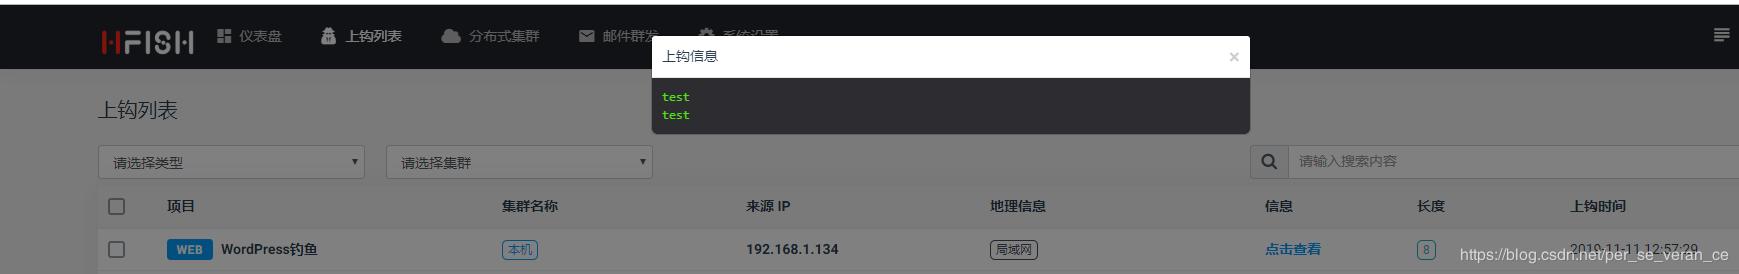 HFISH 仪表盘 上钩列表 分布式集群 邮件群发 系统设置
上钩信息 ×
test
test
上钩列表
请选择类型 请选择集群 请输入搜索内容
项目 集群名称 来源 IP 地理信息 信息 长度 上钩时间
WEB WordPress钓鱼 本机 192.168.1.134 局域网 点击查看 8 2019-11-11 12:57:29
https://blog.csdn.net/per_se_veran_ce